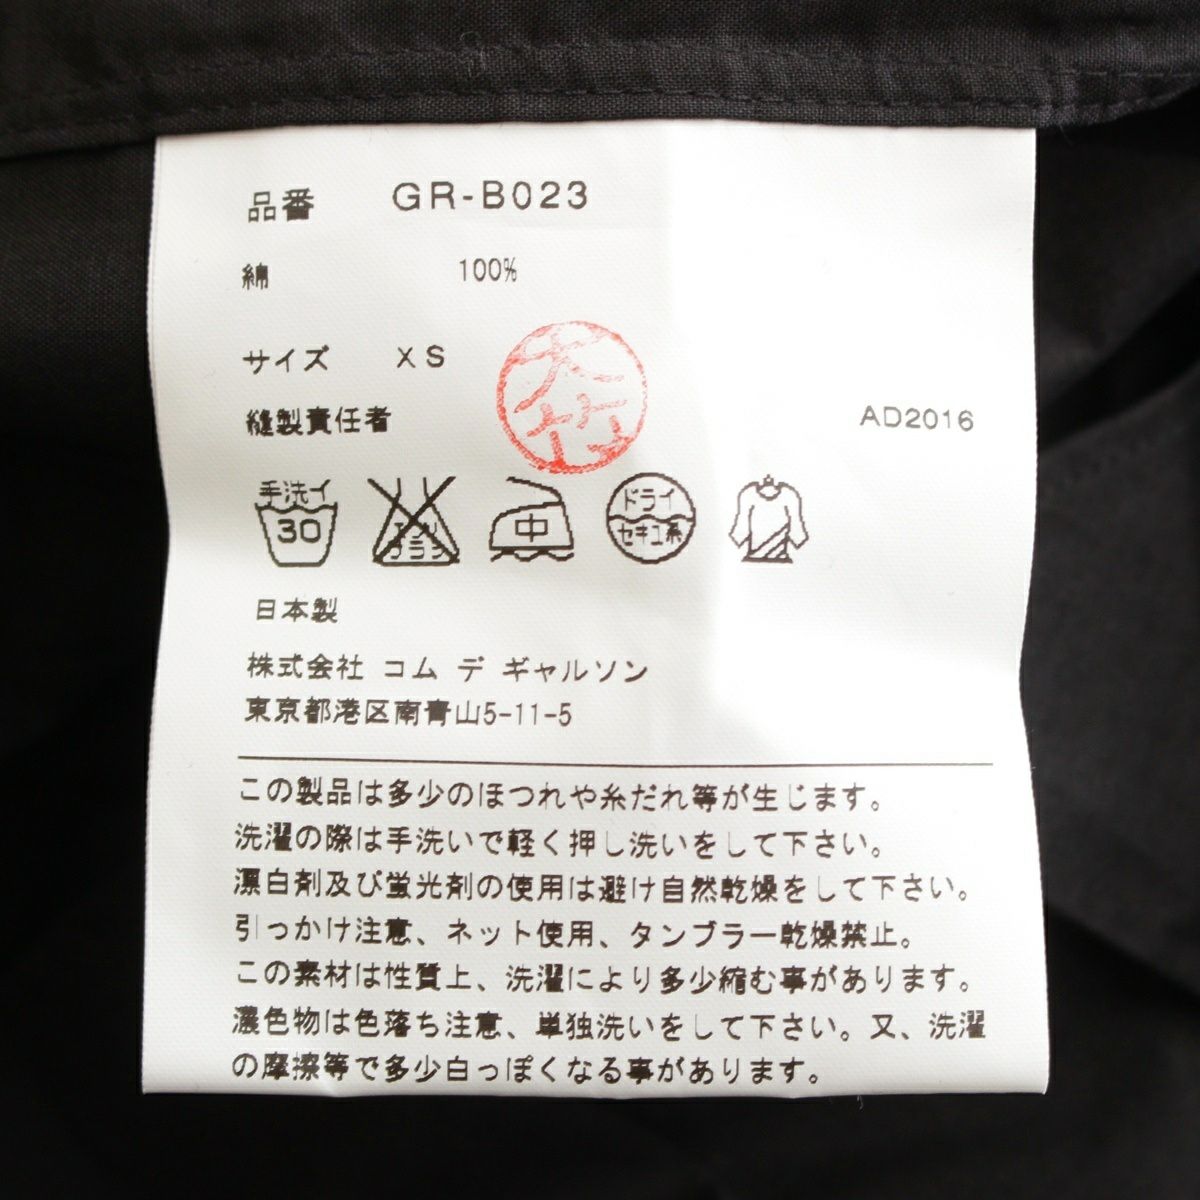 品番 GR-B023
綿 100%
サイズ XS
大竹
縫製責任者 AD2016
手洗イ 30
エンソ サラシ
中
ドライ セキユ系
日本製
株式会社 コム デ ギャルソン
東京都港区南青山5-11-5
この製品は多少のほつれや糸だれ等が生じます。
洗濯の際は手洗いで軽く押し洗いをして下さい。
漂白剤及び蛍光剤の使用は避け自然乾燥をして下さい。
引っかけ注意、ネット使用、タンブラー乾燥禁止。
この素材は性質上、洗濯により多少縮む事があります。
濃色物は色落ち注意、単独洗いをして下さい。又、洗濯
の摩擦等で多少白っぽくなる事があります。